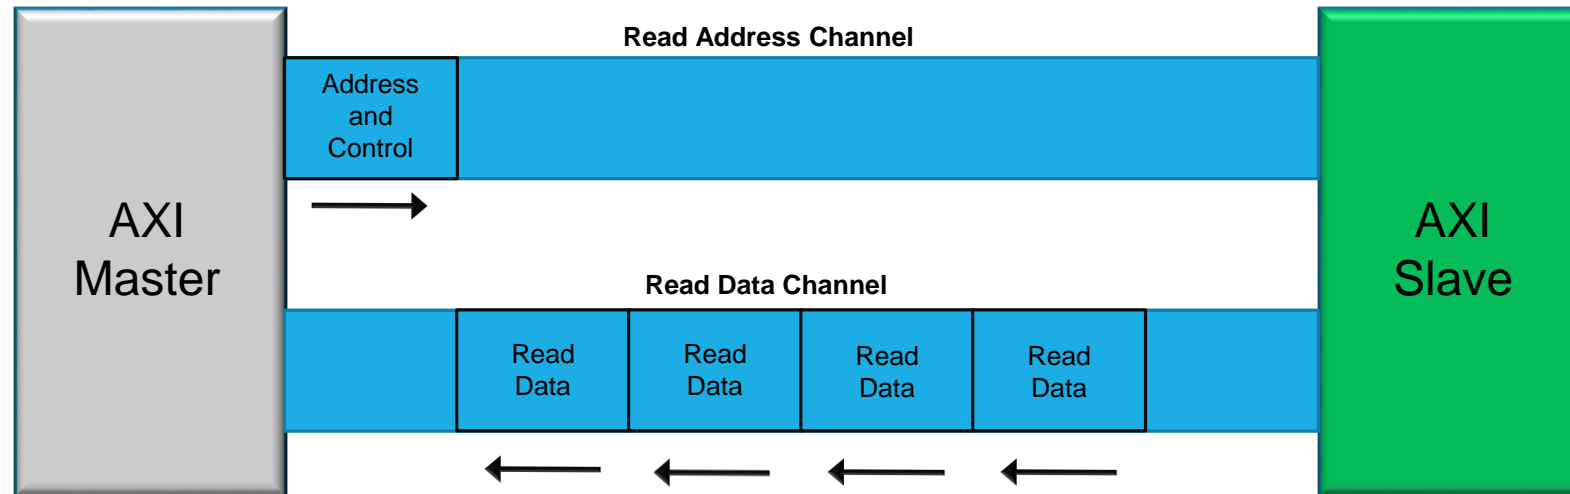 Read Address Channel
Address
and
Control
AXI
Master
AXI
Slave
Read Data Channel
Read
Data
Read
Data
Read
Data
Read
Data